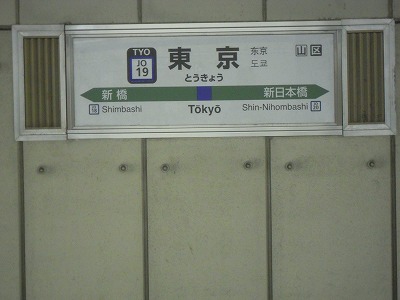 TYO
JO
19
東京
とうきょう
东京
도쿄
山 区
新橋
新日本橋
Shimbashi
Tōkyō
Shin-Nihombashi